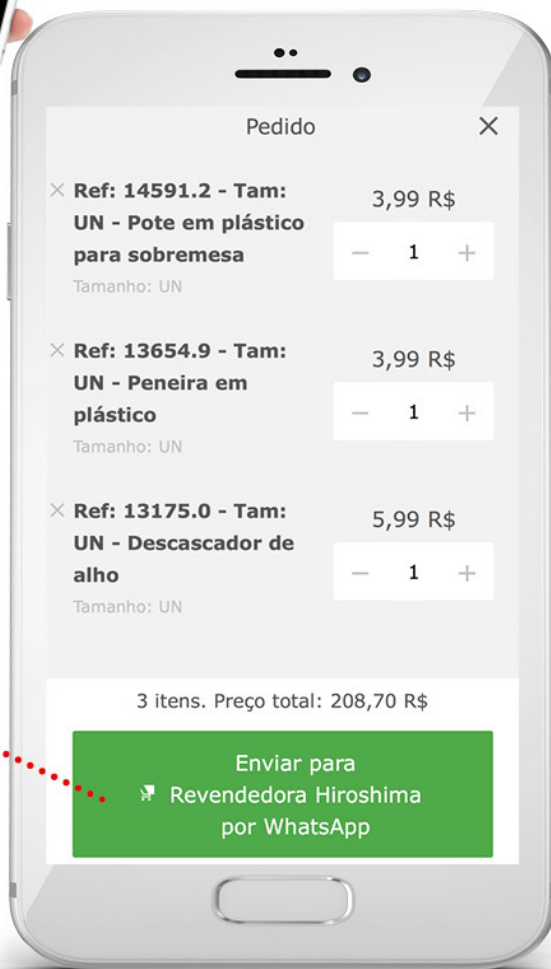 Pedido
Ref: 14591.2 - Tam:
UN - Pote em plástico
para sobremesa
Tamanho: UN
3,99 R$
1
Ref: 13654.9 - Tam:
UN - Peneira em
plástico
Tamanho: UN
3,99 R$
1
Ref: 13175.0 - Tam:
UN - Descascador de
alho
Tamanho: UN
5,99 R$
1
3 itens. Preço total: 208,70 R$
Enviar para
Revendedora Hiroshima
por WhatsApp